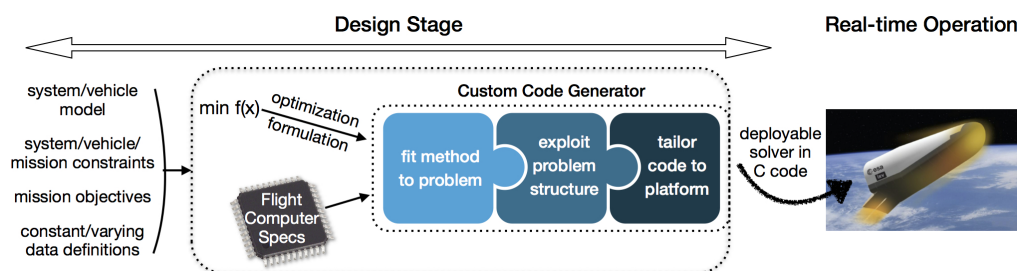 Design Stage
Real-time Operation
system/vehicle
model
system/vehicle/
mission constraints
mission objectives
constant/varying
data definitions
min f(x)
optimization
formulation
Flight
Computer
Specs
Custom Code Generator
fit method
to problem
exploit
problem
structure
tailor
code to
platform
deployable
solver in
C code
esa